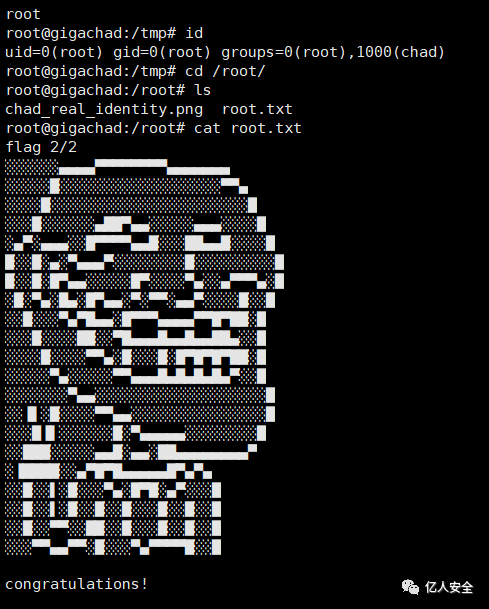 root
root@gigachad:/tmp# id
uid=0(root) gid=0(root) groups=0(root),1000(chad)
root@gigachad:/tmp# cd /root/
root@gigachad:/root# ls
chad_real_identity.png  root.txt
root@gigachad:/root# cat root.txt
flag 2/2
congratulations!
亿人安全